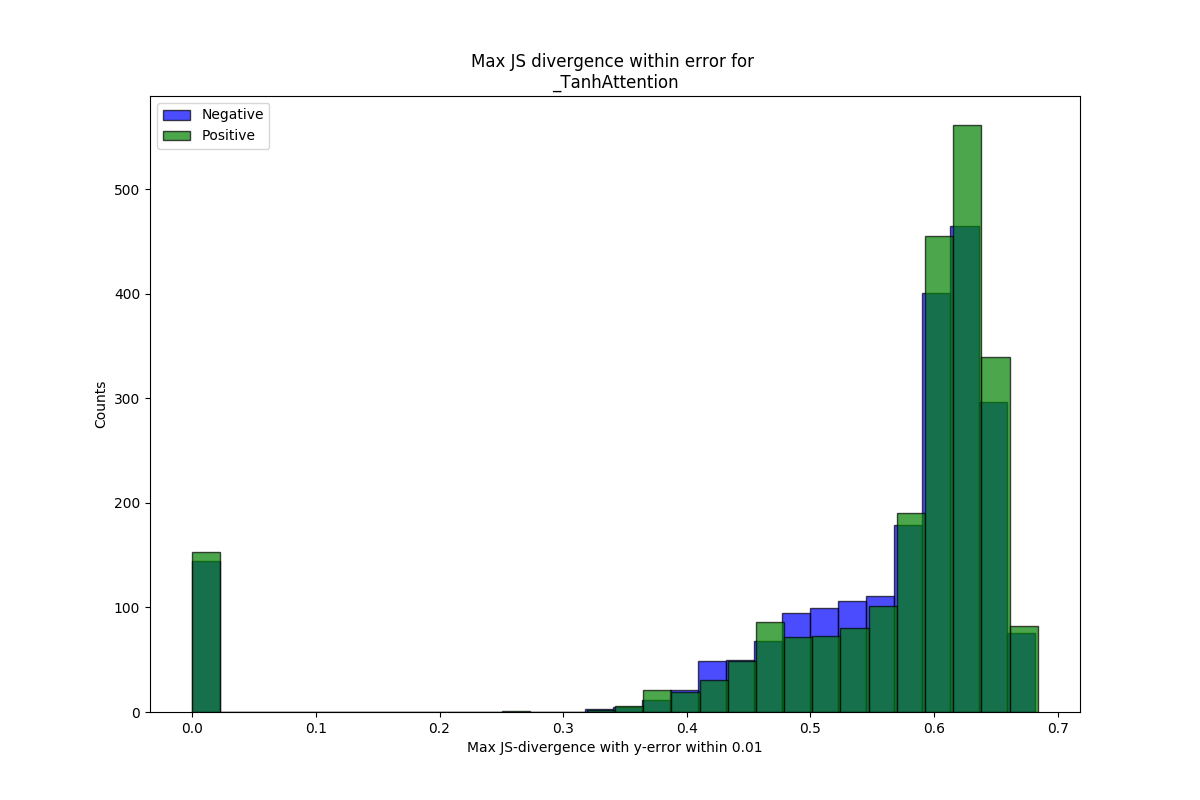 Max JS divergence within error for
_TanhAttention
Negative
Positive
500
400
300
200
100
0
Counts
0.0 0.1 0.2 0.3 0.4 0.5 0.6 0.7
Max JS-divergence with y-error within 0.01